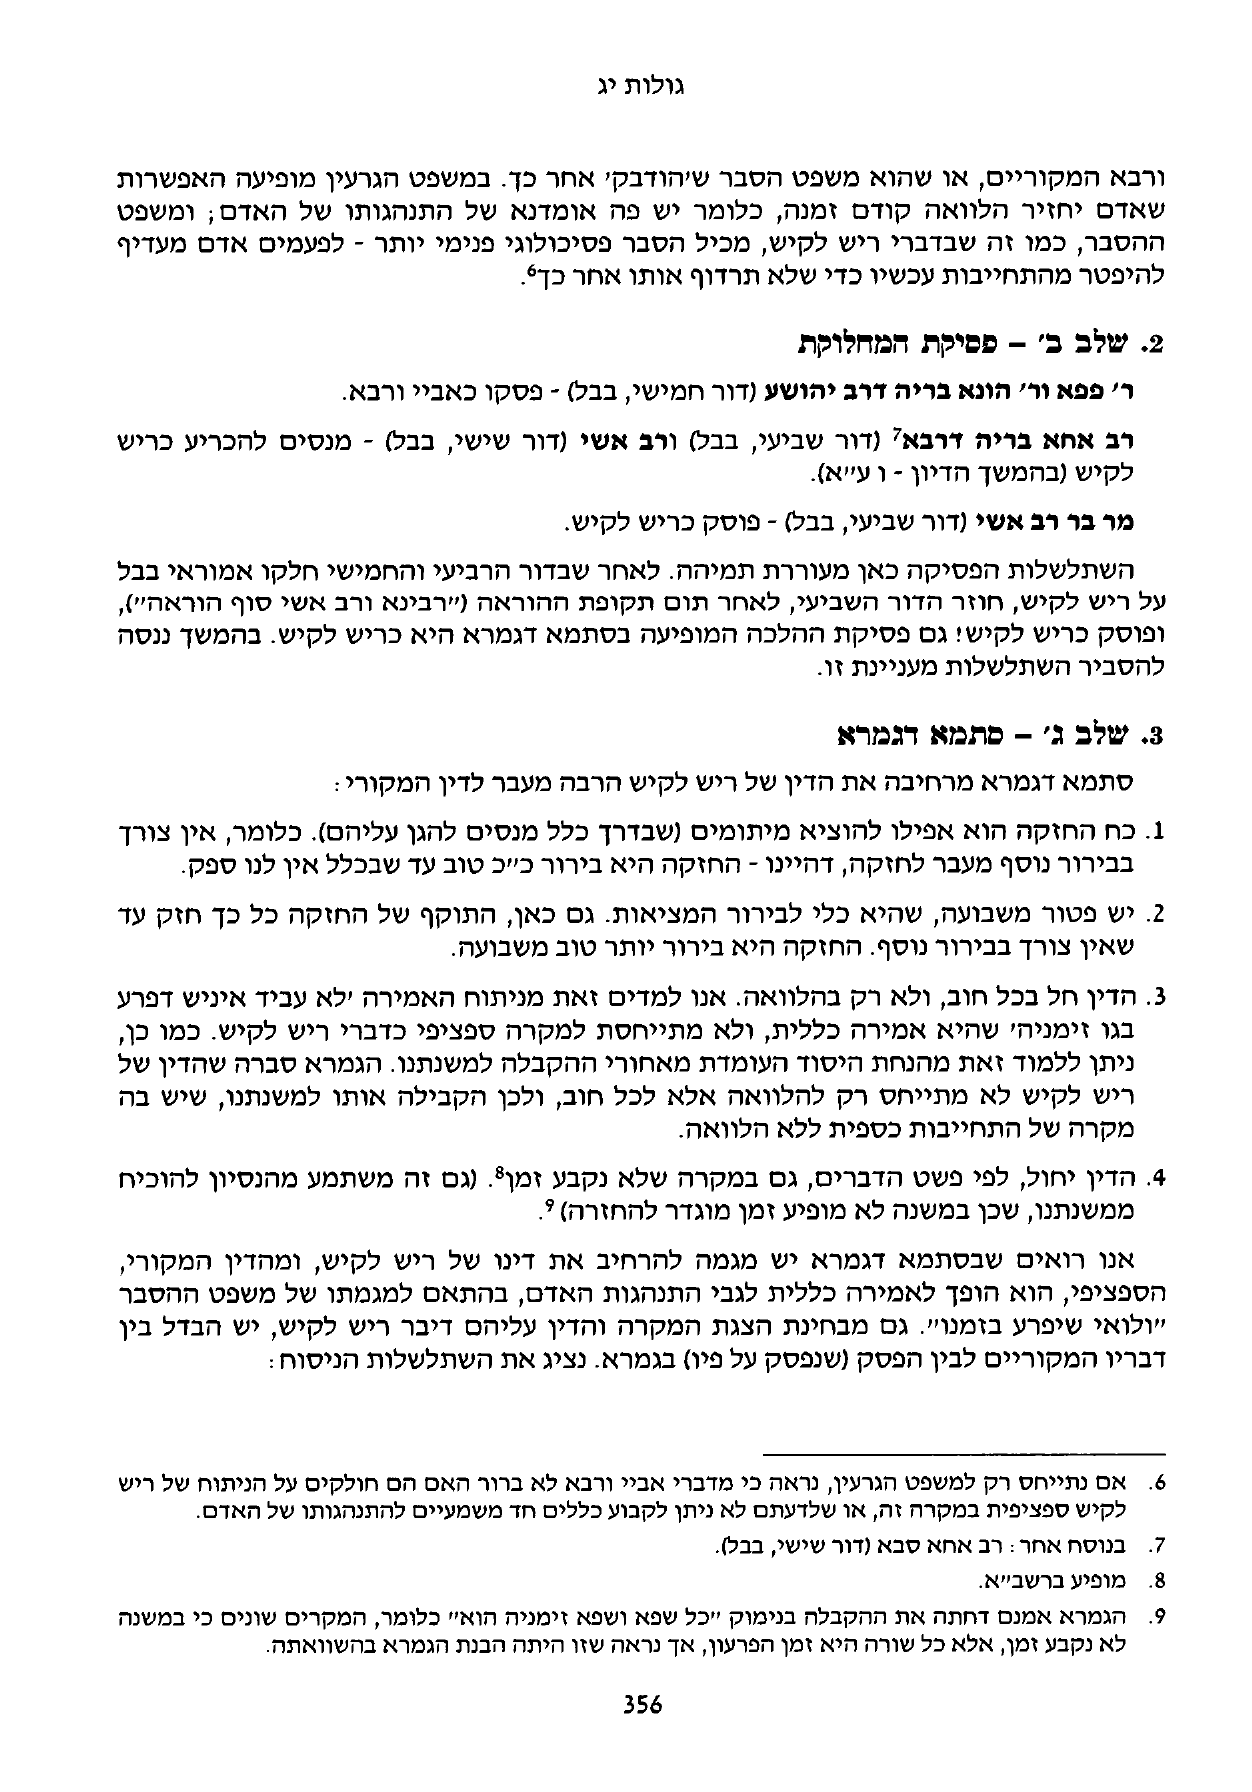 גולות יג
ורבא המקוריים, או שהוא משפט הסבר ש'הודבק' אחר כך. במשפט הגרעין מופיעה האפשרות
שאדם יחזיר הלוואה קודם זמנה, כלומר יש פה אומדנא של התנהגותו של האדם; ומשפט
ההסבר, כמו זה שבדברי ריש לקיש, מכיל הסבר פסיכולוגי פנימי יותר - לפעמים אדם מעדיף
להיפטר מהתחייבות עכשיו כדי שלא תרדוף אותו אחר כך⁶.
2. שלב ב' – פסיקת המחלוקת
ר' פפא ור' הונא בריה דרב יהושע (דור חמישי, בבל) - פסקו כאביי ורבא.
רב אחא בריה דרבא⁷ (דור שביעי, בבל) ורב אשי (דור שישי, בבל) - מנסים להכריע כריש
לקיש (בהמשך הדיון - ו ע"א).
מר בר רב אשי (דור שביעי, בבל) - פוסק כריש לקיש.
השתלשלות הפסיקה כאן מעוררת תמיהה. לאחר שבדור הרביעי והחמישי חלקו אמוראי בבל
על ריש לקיש, חוזר הדור השביעי, לאחר תום תקופת ההוראה ("רבינא ורב אשי סוף הוראה"),
ופוסק כריש לקיש! גם פסיקת ההלכה המופיעה בסתמא דגמרא היא כריש לקיש. בהמשך ננסה
להסביר השתלשלות מעניינת זו.
3. שלב ג' – סתמא דגמרא
סתמא דגמרא מרחיבה את הדין של ריש לקיש הרבה מעבר לדין המקורי:
1. כח החזקה הוא אפילו להוציא מיתומים (שבדרך כלל מנסים להגן עליהם). כלומר, אין צורך
בבירור נוסף מעבר לחזקה, דהיינו - החזקה היא בירור כ"כ טוב עד שבכלל אין לנו ספק.
2. יש פטור משבועה, שהיא כלי לבירור המציאות. גם כאן, התוקף של החזקה כל כך חזק עד
שאין צורך בבירור נוסף. החזקה היא בירור יותר טוב משבועה.
3. הדין חל בכל חוב, ולא רק בהלוואה. אנו למדים זאת מניתוח האמירה 'לא עביד איניש דפרע
בגו זימניה' שהיא אמירה כללית, ולא מתייחסת למקרה ספציפי כדברי ריש לקיש. כמו כן,
ניתן ללמוד זאת מהנחת היסוד העומדת מאחורי ההקבלה למשנתנו. הגמרא סברה שהדין של
ריש לקיש לא מתייחס רק להלוואה אלא לכל חוב, ולכן הקבילה אותו למשנתנו, שיש בה
מקרה של התחייבות כספית ללא הלוואה.
4. הדין יחול, לפי פשט הדברים, גם במקרה שלא נקבע זמן⁸. (גם זה משתמע מהנסיון להוכיח
ממשנתנו, שכן במשנה לא מופיע זמן מוגדר להחזרה)⁹.
אנו רואים שבסתמא דגמרא יש מגמה להרחיב את דינו של ריש לקיש, ומהדין המקורי,
הספציפי, הוא הופך לאמירה כללית לגבי התנהגות האדם, בהתאם למגמתו של משפט ההסבר
"ולואי שיפרע בזמנו". גם מבחינת הצגת המקרה והדין עליהם דיבר ריש לקיש, יש הבדל בין
דבריו המקוריים לבין הפסק (שנפסק על פיו) בגמרא. נציג את השתלשלות הניסוח:
6. אם נתייחס רק למשפט הגרעין, נראה כי מדברי אביי ורבא לא ברור האם הם חולקים על הניתוח של ריש
לקיש ספציפית במקרה זה, או שלדעתם לא ניתן לקבוע כללים חד משמעיים להתנהגותו של האדם.
7. בנוסח אחר: רב אחא סבא (דור שישי, בבל).
8. מופיע ברשב"א.
9. הגמרא אמנם דחתה את ההקבלה בנימוק "כל שפא ושפא זימניה הוא" כלומר, המקרים שונים כי במשנה
לא נקבע זמן, אלא כל שורה היא זמן הפרעון, אך נראה שזו היתה הבנת הגמרא בהשוואתה.
356